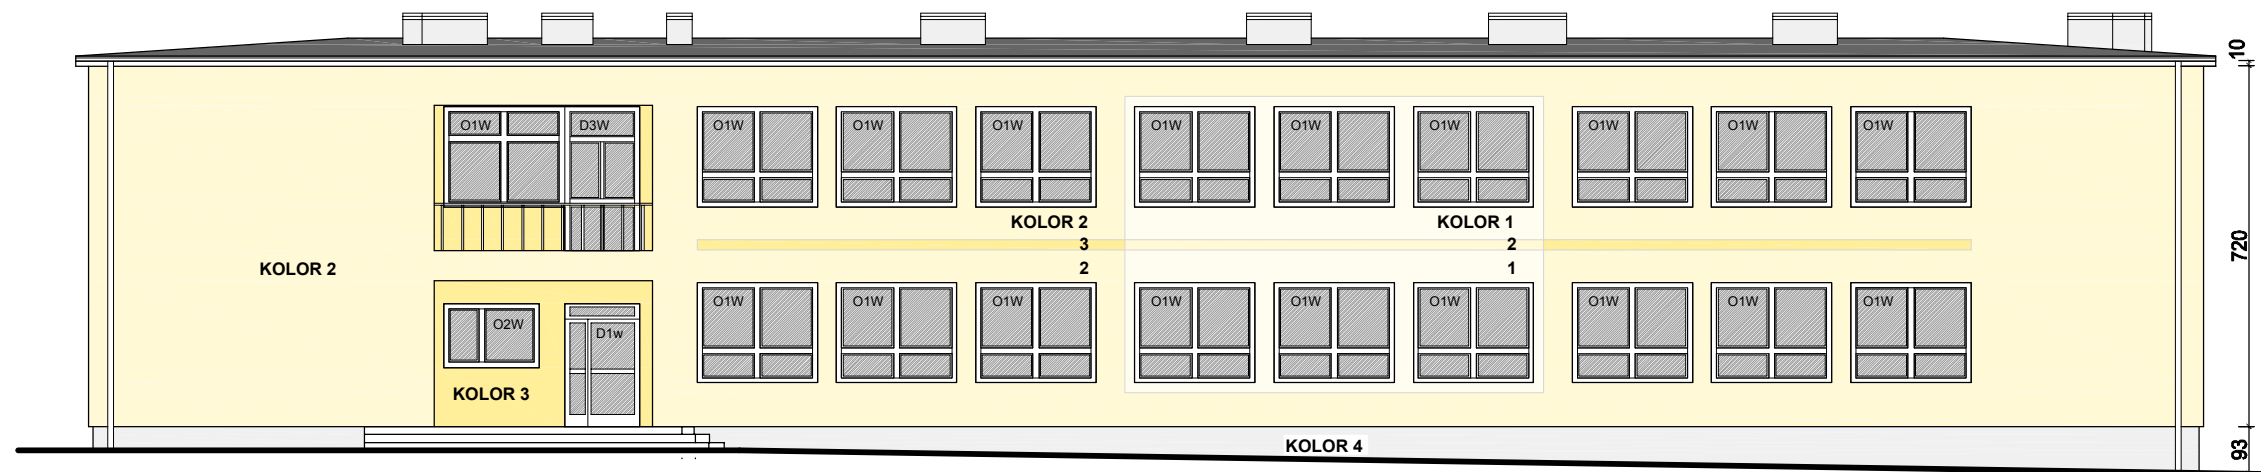 10
O1W D3W O1W O1W O1W O1W O1W O1W O1W O1W O1W
KOLOR 2 KOLOR 1
3 2
720
KOLOR 2 2 1
O1W O1W O1W O1W O1W O1W O1W O1W O1W
O2W D1w
KOLOR 3
KOLOR 4
93